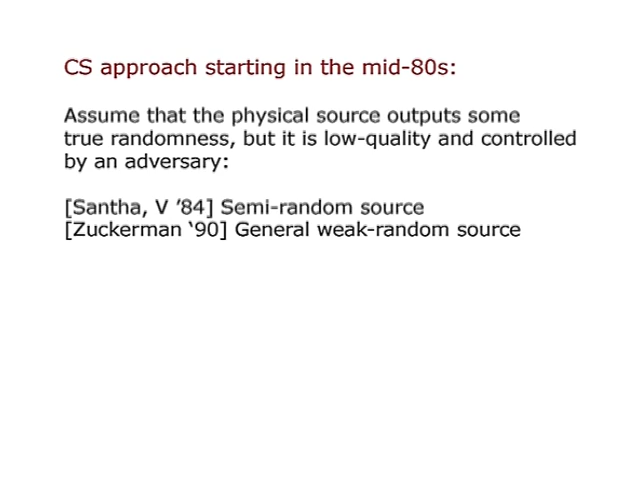 CS approach starting in the mid-80s:
Assume that the physical source outputs some
true randomness, but it is low-quality and controlled
by an adversary:
[Santha, V ’84] Semi-random source
[Zuckerman ‘90] General weak-random source